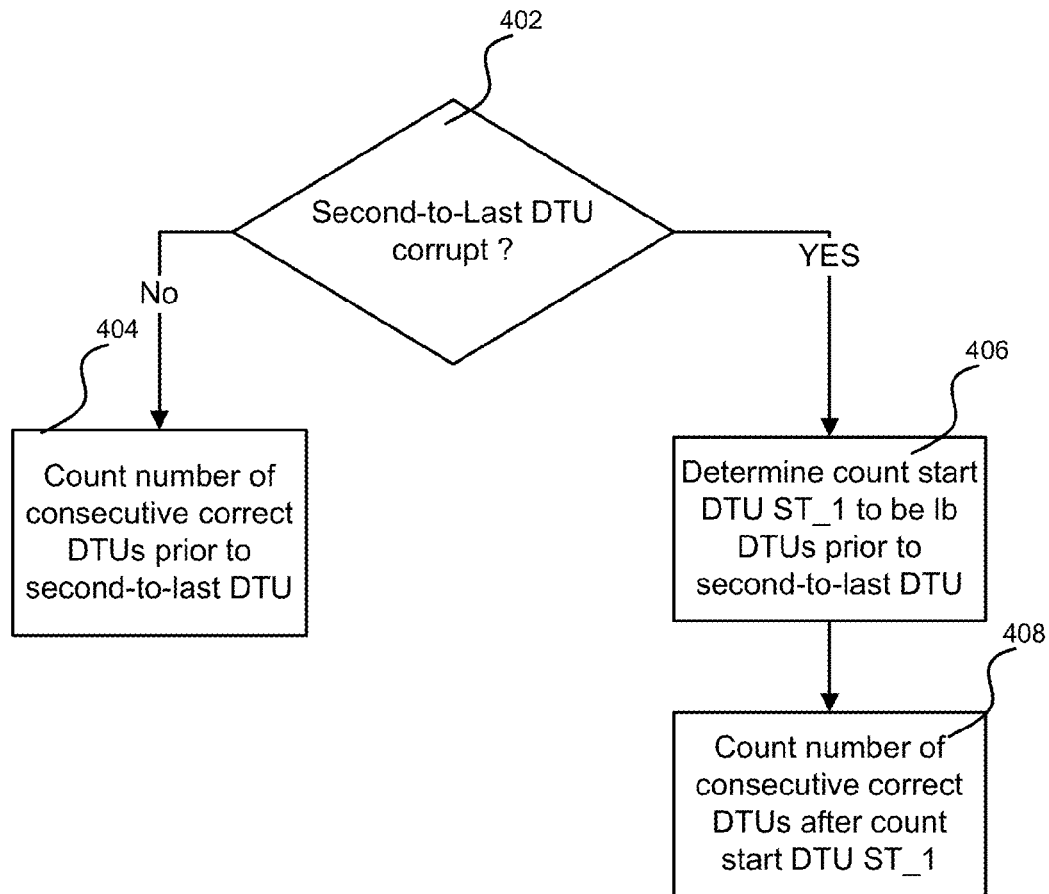 402
Second-to-Last DTU
corrupt ?
No
YES
404
Count number of
consecutive correct
DTUs prior to
second-to-last DTU
406
Determine count start
DTU ST_1 to be lb
DTUs prior to
second-to-last DTU
408
Count number of
consecutive correct
DTUs after count
start DTU ST_1